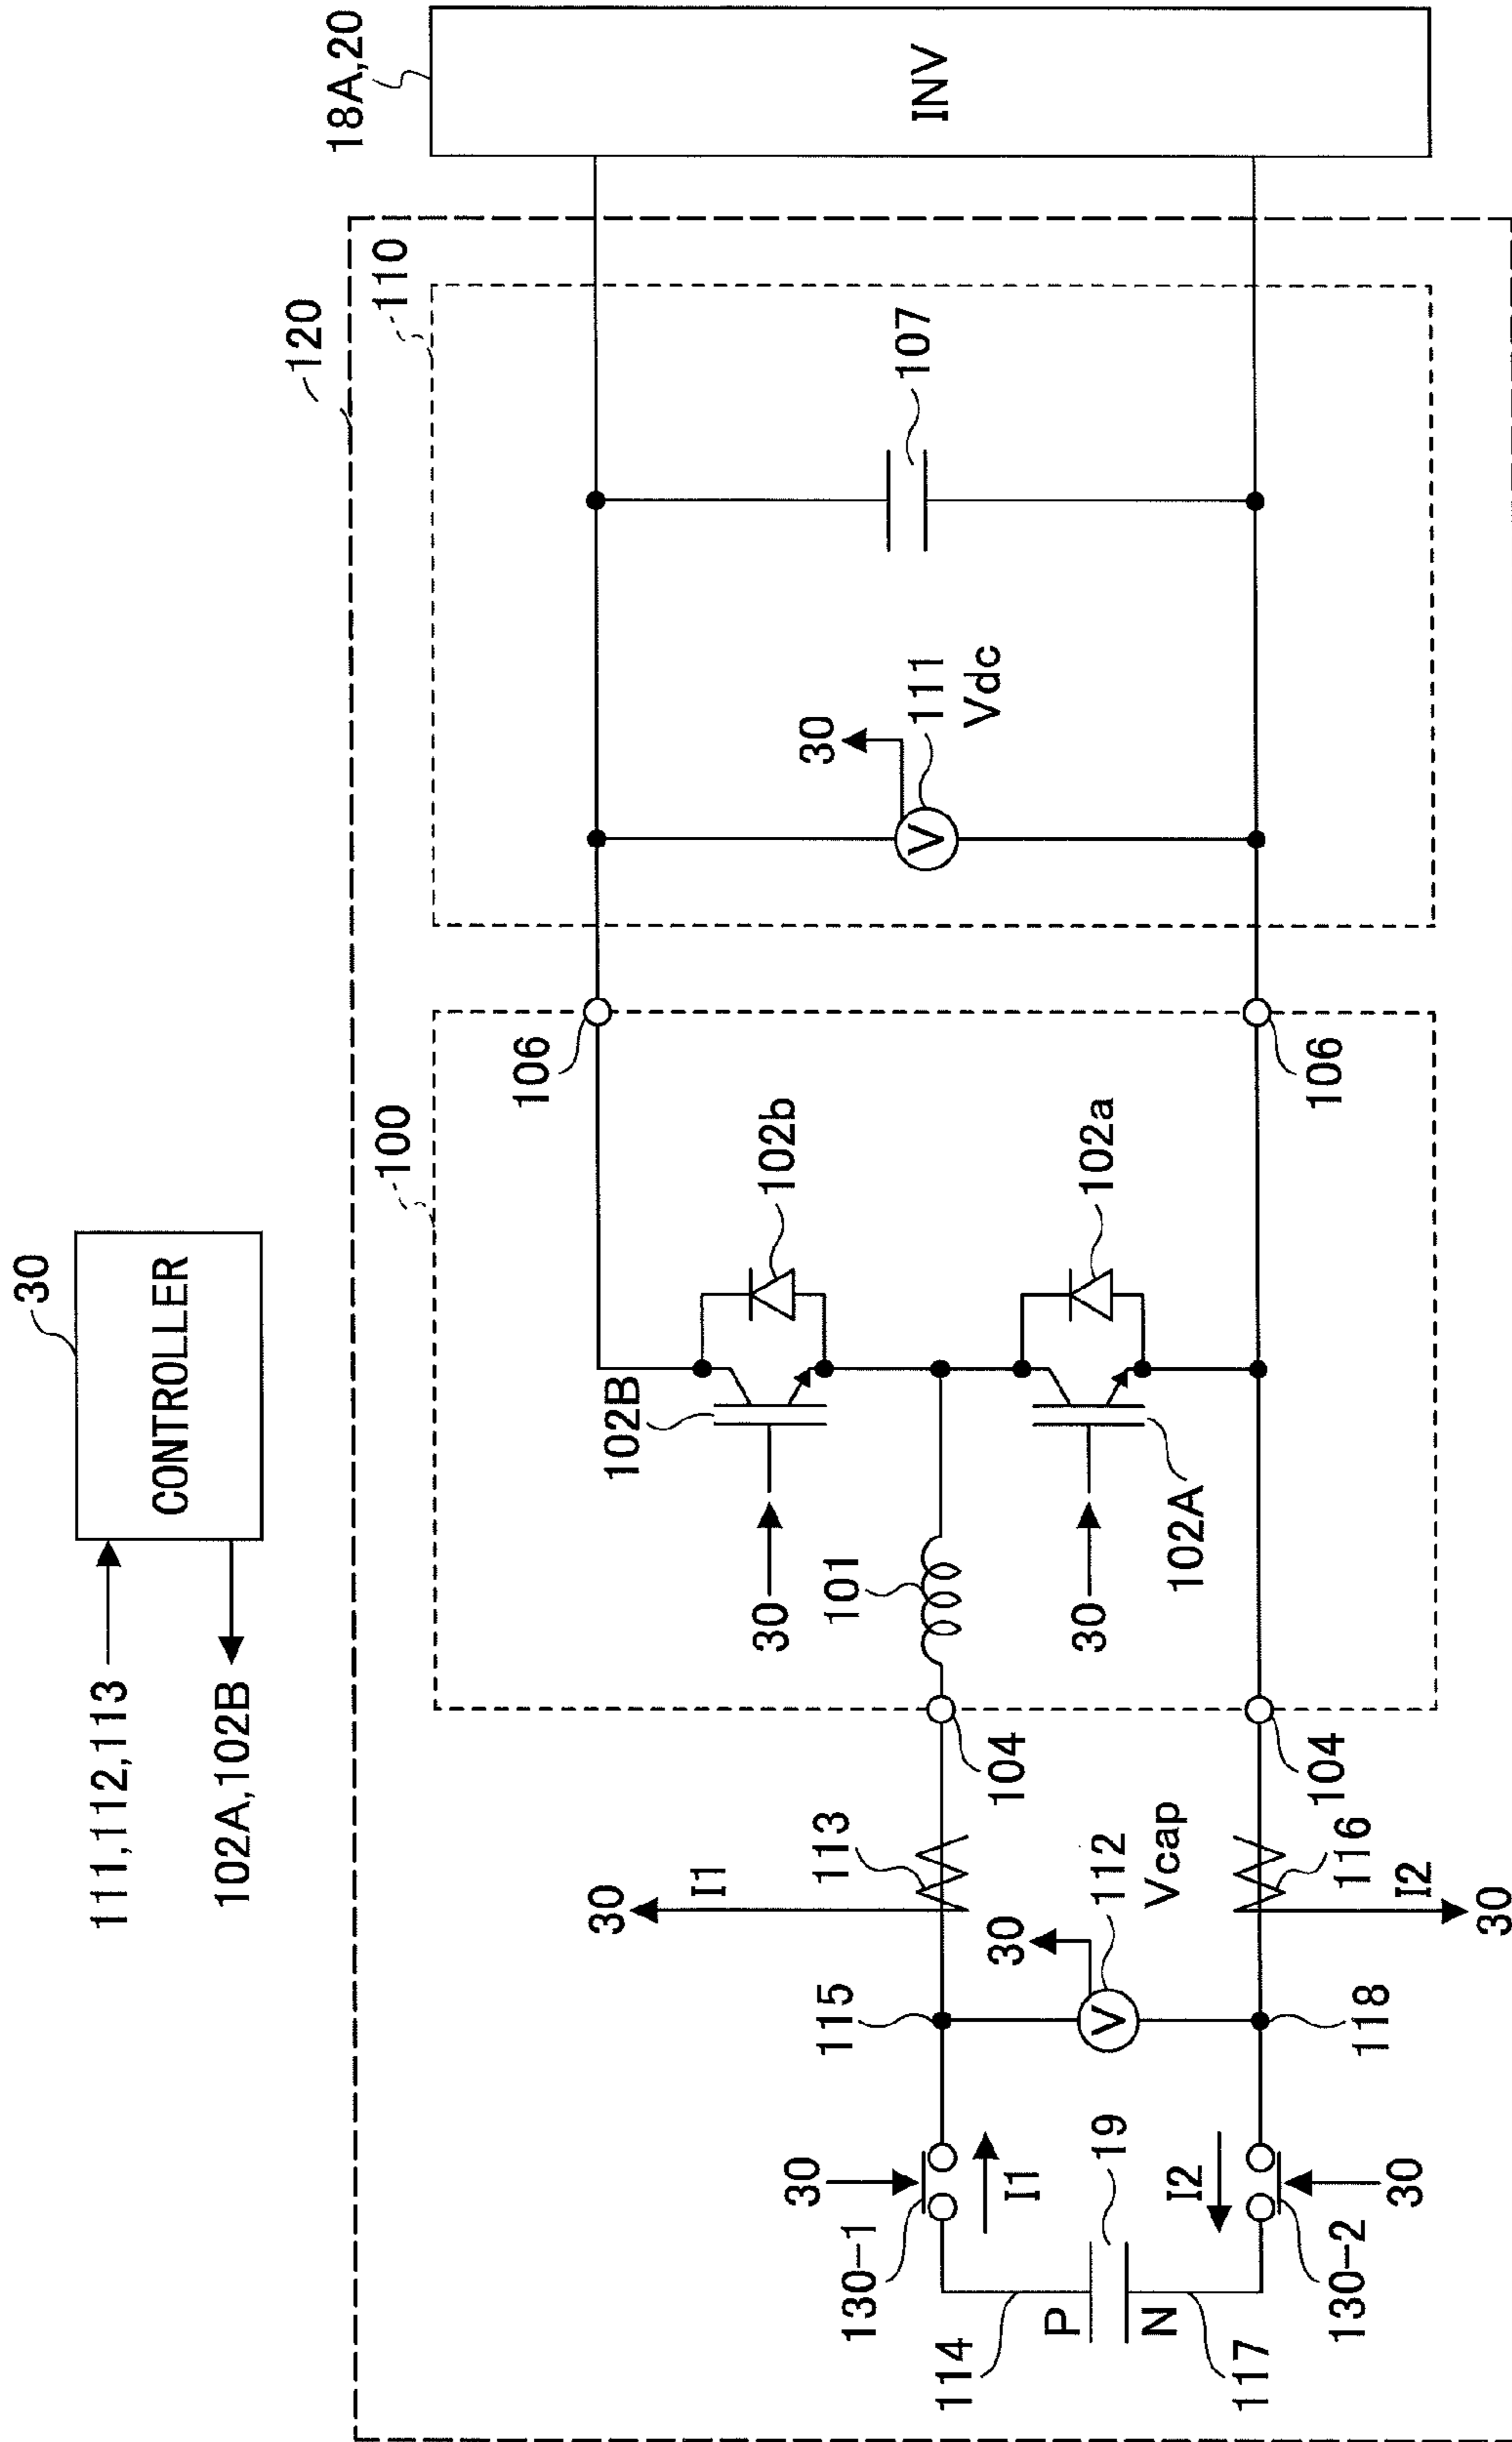 30
CONTROLLER
111,112,113
102A,102B
120
100
110
18A,20
INV
30
I1
113
104
101
30
102B
102b
106
30
111
Vdc
107
115
30
112
Vcap
30
102A
102a
106
104
116
I2
30
118
30
130-1
I1
114
P
19
N
117
I2
130-2
30